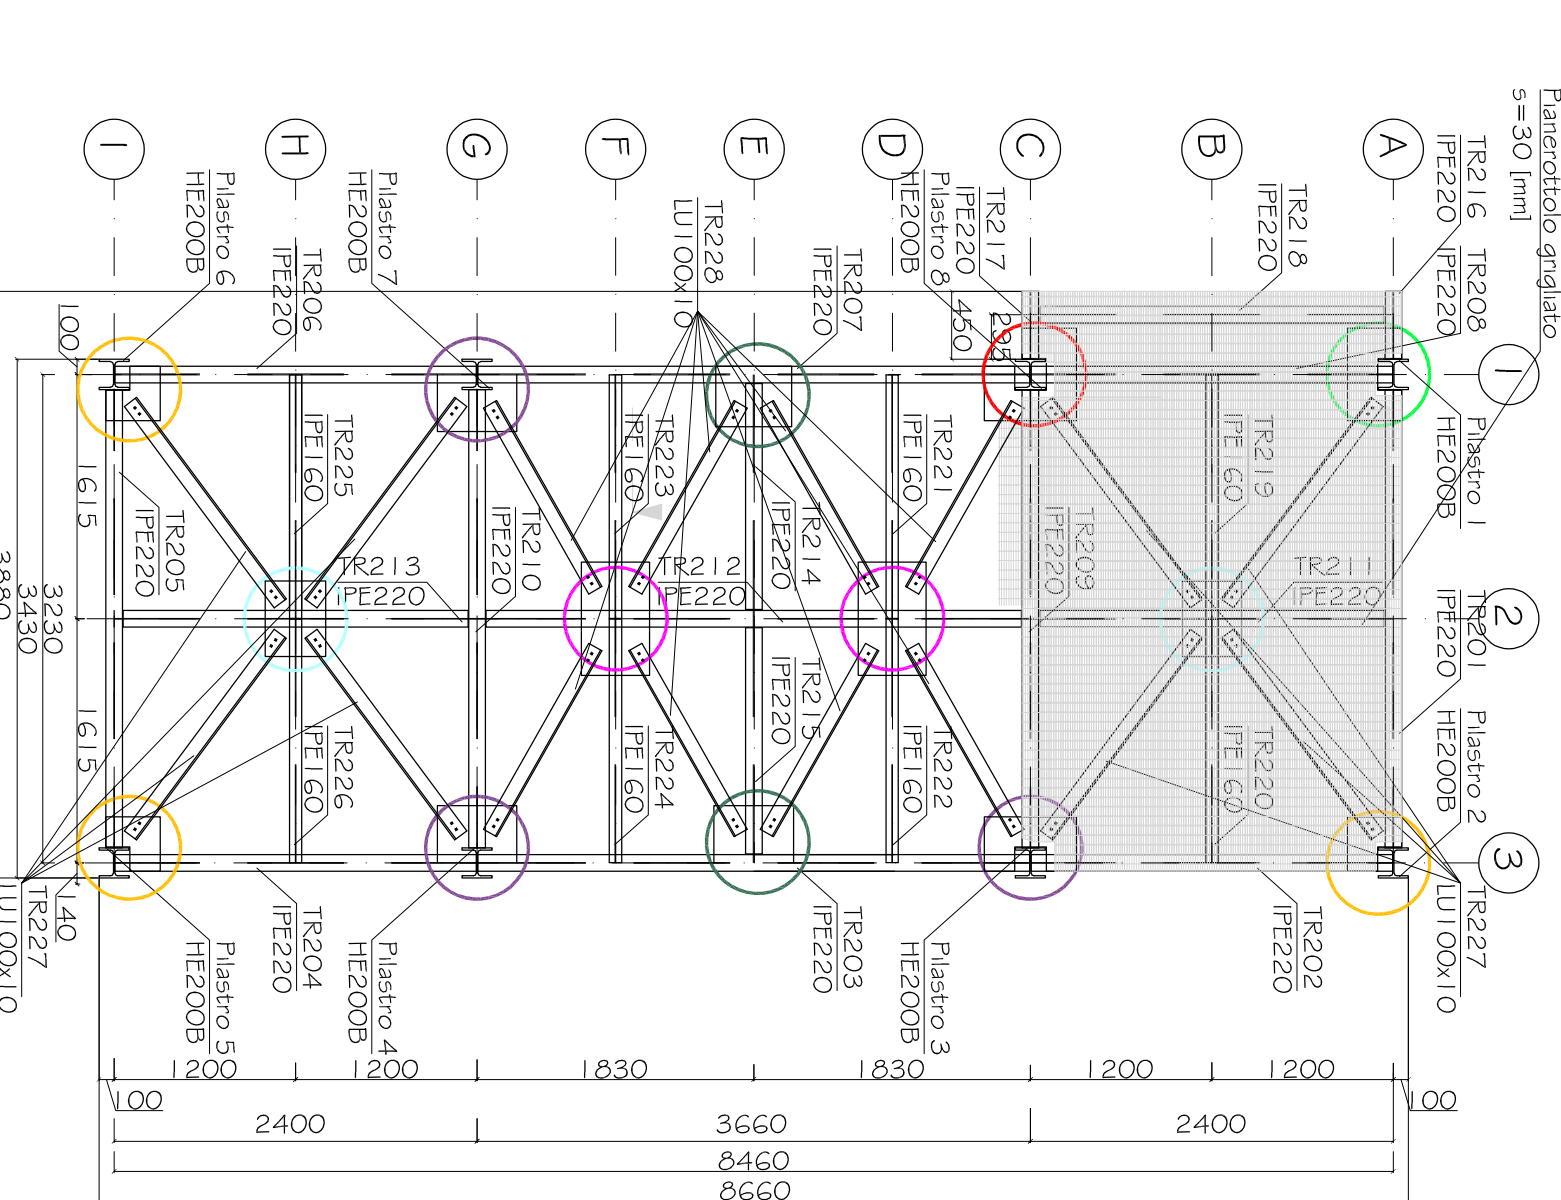 Pianerottolo grigliato
s=30 [mm]
I
H
G
F
E
D
C
B
A
1
2
3
TR216
IPE220
TR208
IPE220
TR218
IPE220
TR217
IPE220
Pilastro 8
HE200B
TR207
IPE220
TR228
LU100x10
Pilastro 7
HE200B
TR206
IPE220
Pilastro 6
HE200B
Pilastro 1
HE200B
TR201
IPE220
Pilastro 2
HE200B
TR227
LU100x10
TR225
IPE160
TR223
IPE160
TR221
IPE160
TR219
IPE160
TR205
IPE220
TR210
IPE220
TR214
IPE220
TR209
IPE220
TR213
IPE220
TR212
IPE220
TR211
IPE220
TR226
IPE160
TR224
IPE160
TR215
IPE220
TR222
IPE160
TR220
IPE160
TR227
LU100x10
Pilastro 5
HE200B
TR204
IPE220
Pilastro 4
HE200B
TR203
IPE220
Pilastro 3
HE200B
TR202
IPE220
100
1615
1615
140
3230
3430
3880
450
235
1200
1200
1830
1830
1200
1200
100
100
2400
3660
2400
8460
8660